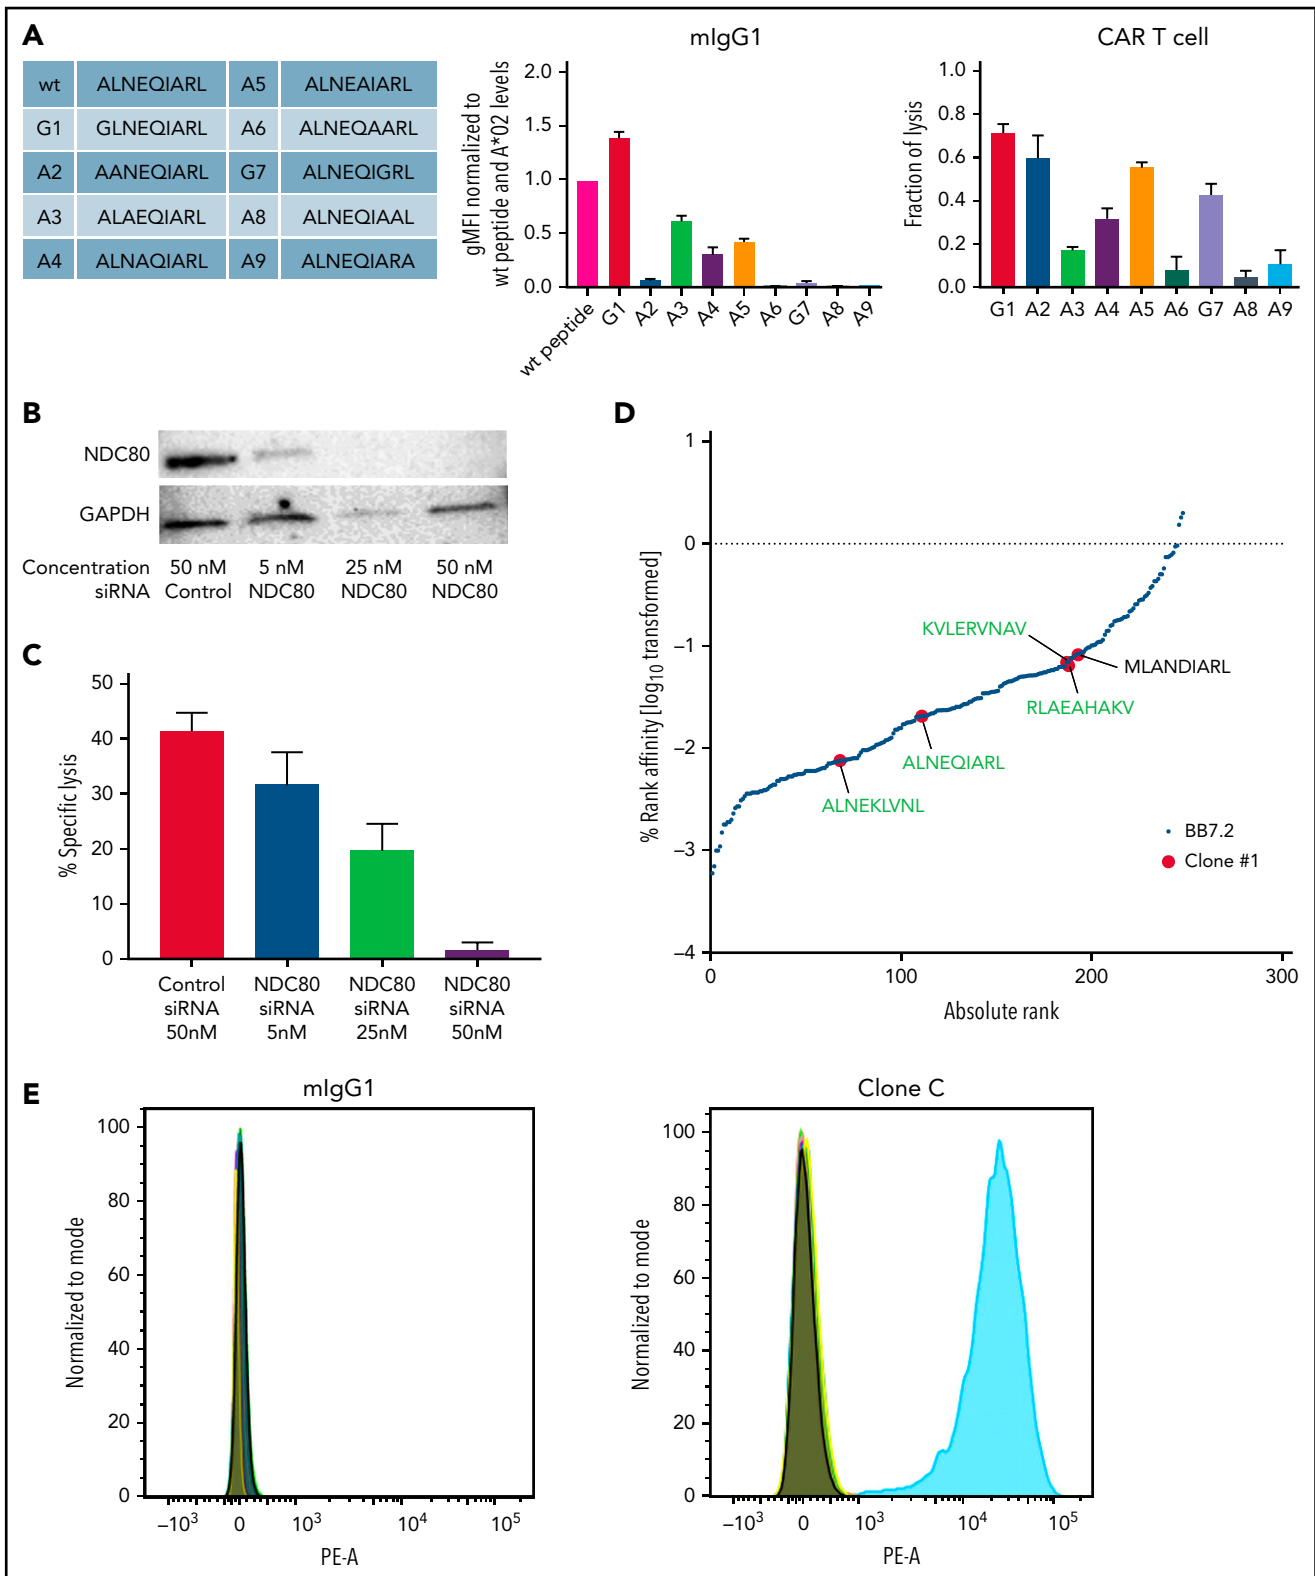 A
wt ALNEQIARL A5 ALNEAIARL
G1 GLNEQIARL A6 ALNEQAARL
A2 AANEQIARL G7 ALNEQIGRL
A3 ALAEQIARL A8 ALNEQIAAL
A4 ALNAQIARL A9 ALNEQIARA
mIgG1
gMFI normalized to
wt peptide and A*02 levels
2.0
1.5
1.0
0.5
0.0
wt peptide G1 A2 A3 A4 A5 A6 G7 A8 A9
CAR T cell
Fraction of lysis
1.0
0.8
0.6
0.4
0.2
0.0
G1 A2 A3 A4 A5 A6 G7 A8 A9
B
NDC80
GAPDH
Concentration 50 nM 5 nM 25 nM 50 nM
siRNA Control NDC80 NDC80 NDC80
C
% Specific lysis
50
40
30
20
10
0
Control NDC80 NDC80 NDC80
siRNA siRNA siRNA siRNA
50nM 5nM 25nM 50nM
D
% Rank affinity [log10 transformed]
1
0
−1
−2
−3
−4
KVLERVNAV
MLANDIARL
RLAEAHAKV
ALNEQIARL
ALNEKLVNL
BB7.2
Clone #1
0 100 200 300
Absolute rank
E
mIgG1
Normalized to mode
100
80
60
40
20
0
−10³ 0 10³ 10⁴ 10⁵
PE-A
Clone C
Normalized to mode
100
80
60
40
20
0
−10³ 0 10³ 10⁴ 10⁵
PE-A